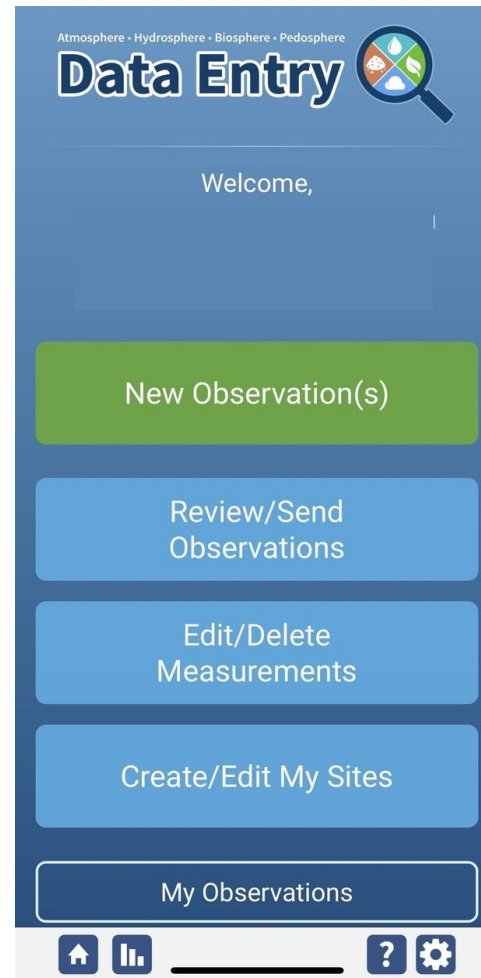 Atmosphere • Hydrosphere • Biosphere • Pedosphere
Data Entry
Welcome,
New Observation(s)
Review/Send
Observations
Edit/Delete
Measurements
Create/Edit My Sites
My Observations
?